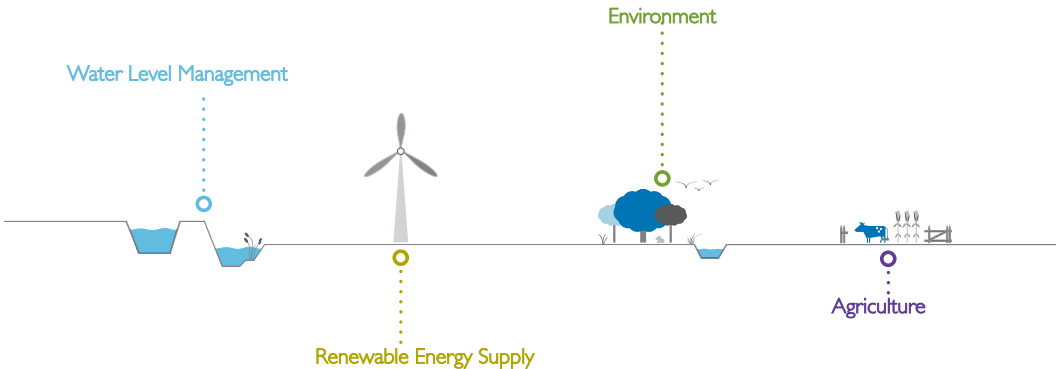 Environment
Water Level Management
Agriculture
Renewable Energy Supply